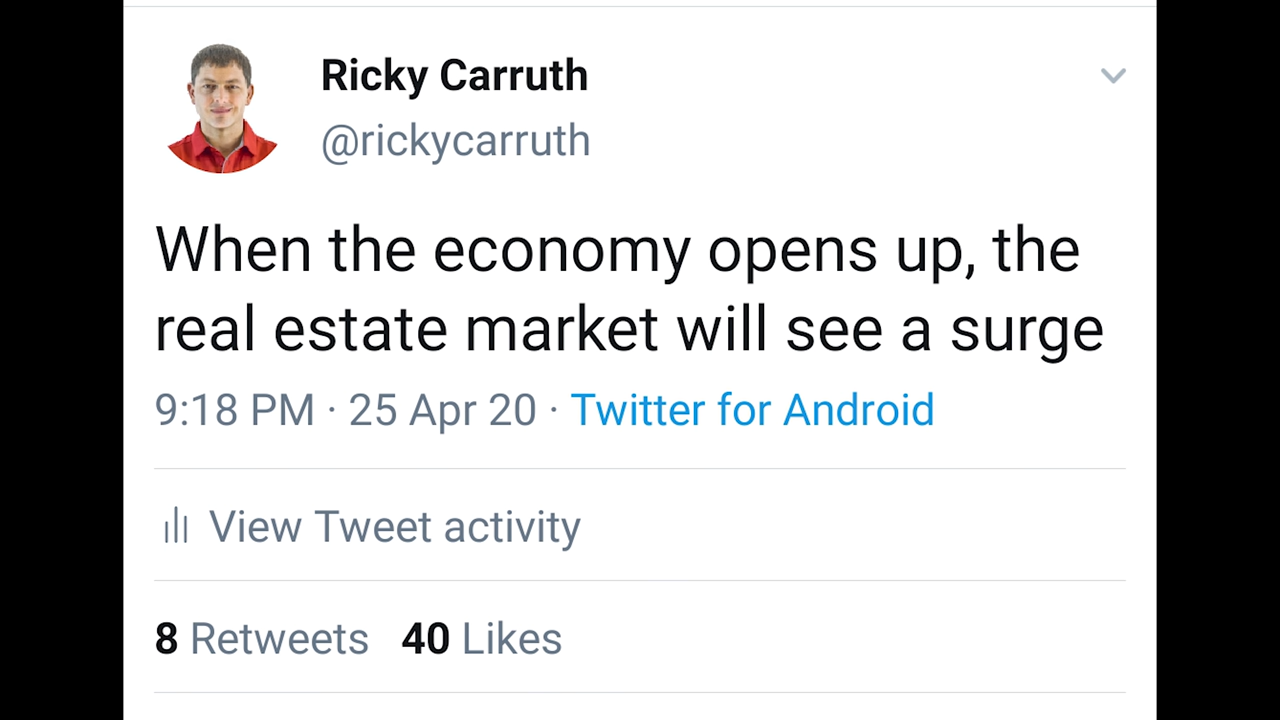 Ricky Carruth
@rickycarruth
When the economy opens up, the
real estate market will see a surge
9:18 PM · 25 Apr 20 · Twitter for Android
View Tweet activity
8 Retweets 40 Likes